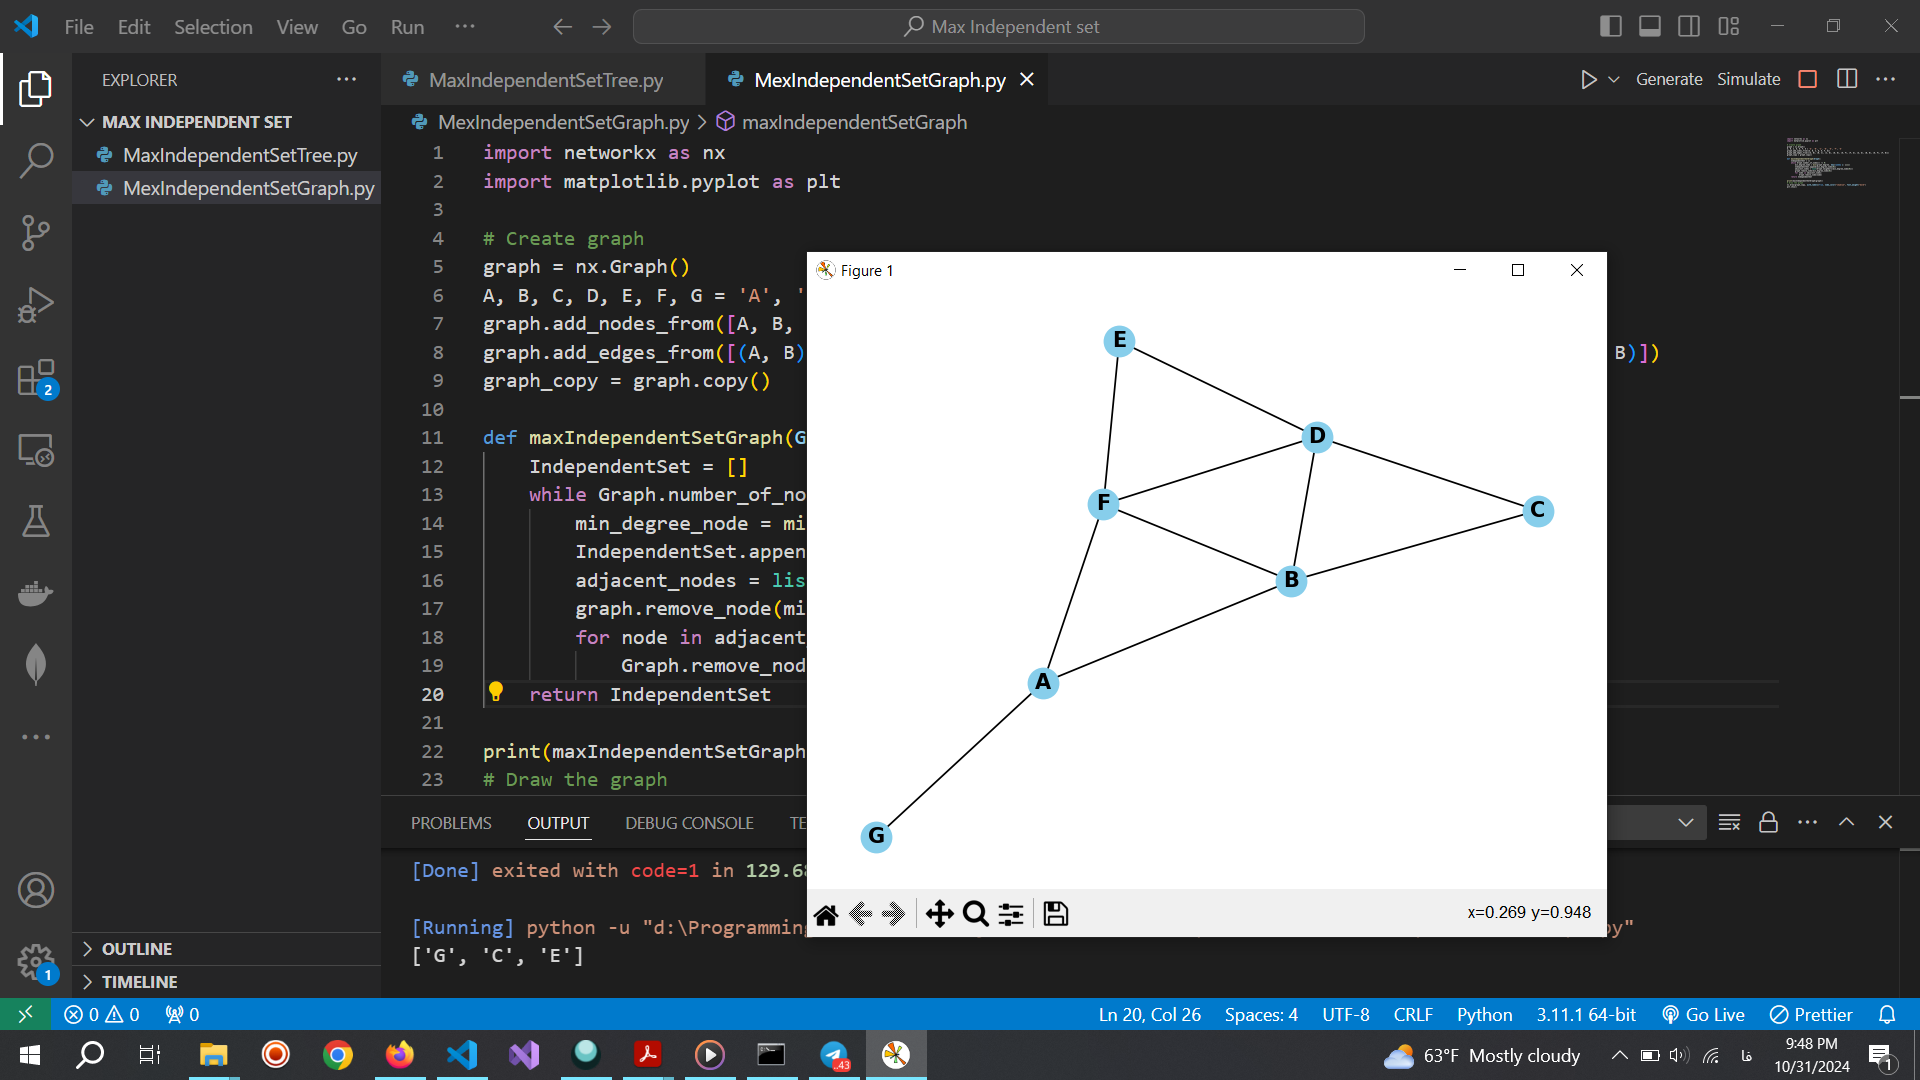 File Edit Selection View Go Run ··· Max Independent set
EXPLORER ···
MAX INDEPENDENT SET
MaxIndependentSetTree.py
MexIndependentSetGraph.py
OUTLINE
TIMELINE
MaxIndependentSetTree.py MexIndependentSetGraph.py Generate Simulate
MexIndependentSetGraph.py > maxIndependentSetGraph
1 import networkx as nx
2 import matplotlib.pyplot as plt
3
4 # Create graph
5 graph = nx.Graph()
6 A, B, C, D, E, F, G = 'A', '
7 graph.add_nodes_from([A, B,
8 graph.add_edges_from([(A, B) B)])
9 graph_copy = graph.copy()
10
11 def maxIndependentSetGraph(G
12 IndependentSet = []
13 while Graph.number_of_no
14 min_degree_node = mi
15 IndependentSet.appen
16 adjacent_nodes = lis
17 graph.remove_node(mi
18 for node in adjacent
19 Graph.remove_nod
20 return IndependentSet
21
22 print(maxIndependentSetGraph
23 # Draw the graph
Figure 1
E
D
F
C
B
A
G
x=0.269 y=0.948
PROBLEMS OUTPUT DEBUG CONSOLE TE
[Done] exited with code=1 in 129.68
[Running] python -u "d:\Programming py"
['G', 'C', 'E']
2
1
0 0 0 Ln 20, Col 26 Spaces: 4 UTF-8 CRLF Python 3.11.1 64-bit Go Live Prettier
..43 63°F Mostly cloudy فا 9:48 PM
10/31/2024 1